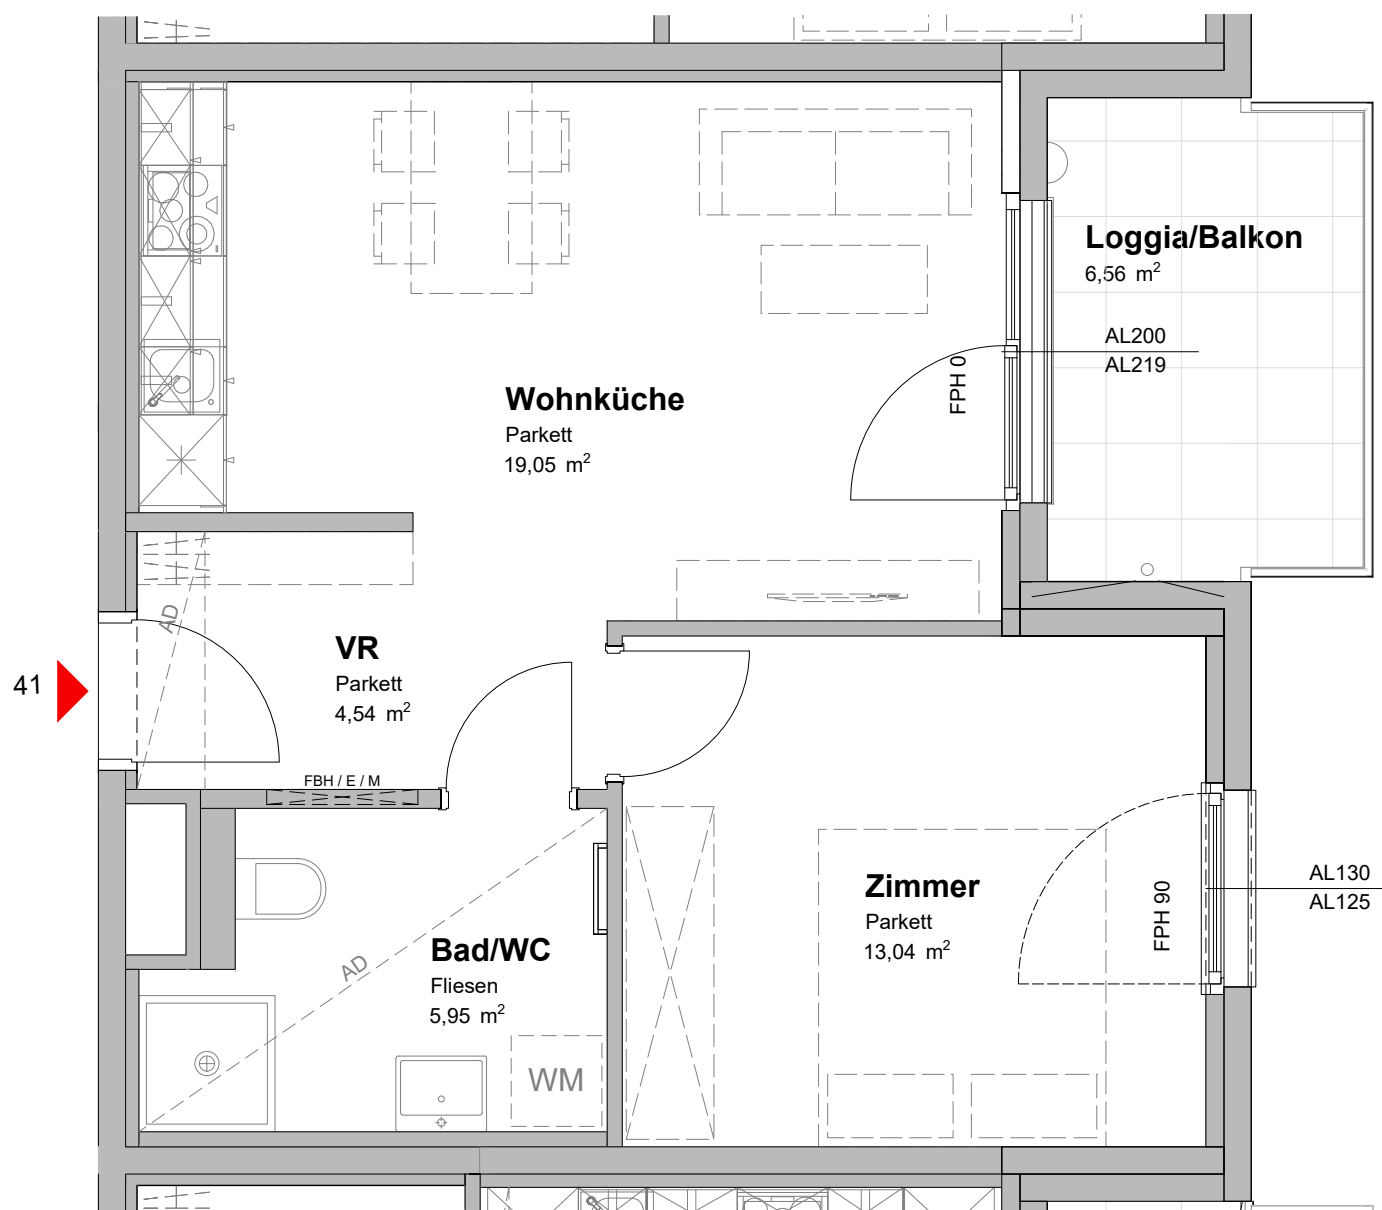 Loggia/Balkon
6,56 m²
AL200
AL219
FPH 0
Wohnküche
Parkett
19,05 m²
AD
VR
Parkett
4,54 m²
41
FBH / E / M
Zimmer
Parkett
13,04 m²
FPH 90
AL130
AL125
AD
Bad/WC
Fliesen
5,95 m²
WM